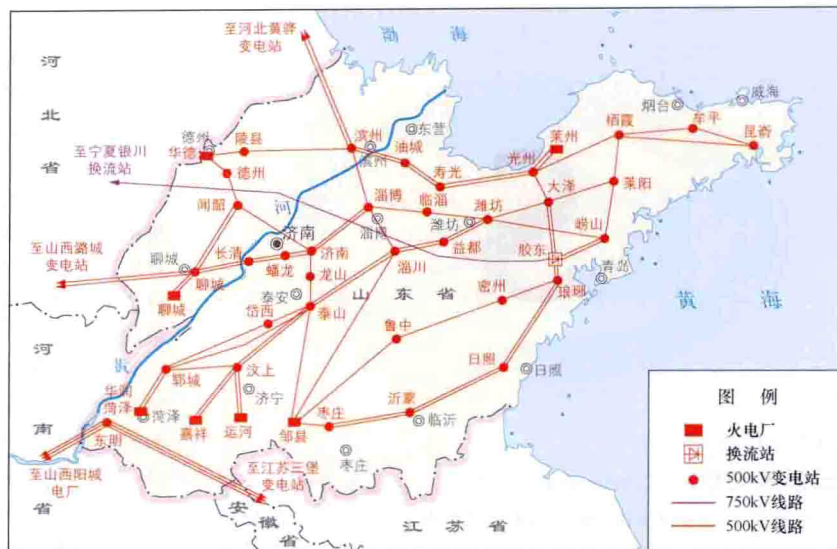 至河北黄骅
变电站
渤海
河北省
德州
陵县
华德
德州
滨州
滨州
油城
东营
莱州
烟台
威海
栖霞
牟平
昆嵛
至宁夏银川
换流站
寿光
光州
大泽
莱阳
闻韶
河
淄博
临淄
潍坊
淄博
潍坊
崂山
济南
至山西潞城
变电站
聊城
长清
济南
益都
胶东
聊城
蟠龙
龙山
淄川
青岛
聊城
泰安
山东省
密州
琅琊
黄海
岱西
泰山
鲁中
河南省
黄
郓城
汶上
日照
日照
华润
菏泽
菏泽
济宁
嘉祥
运河
邹县
枣庄
沂蒙
临沂
东明
枣庄
至山西阳城
电厂
至江苏三堡
变电站
安徽省
江苏省
图例
火电厂
换流站
500kV变电站
750kV线路
500kV线路